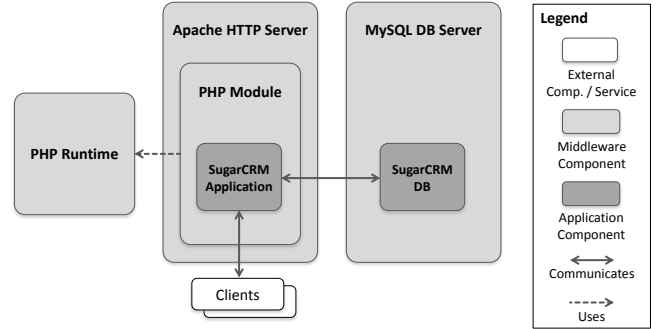 Apache HTTP Server
MySQL DB Server
PHP Module
PHP Runtime
SugarCRM
Application
SugarCRM
DB
Clients
Legend
External
Comp. / Service
Middleware
Component
Application
Component
Communicates
Uses